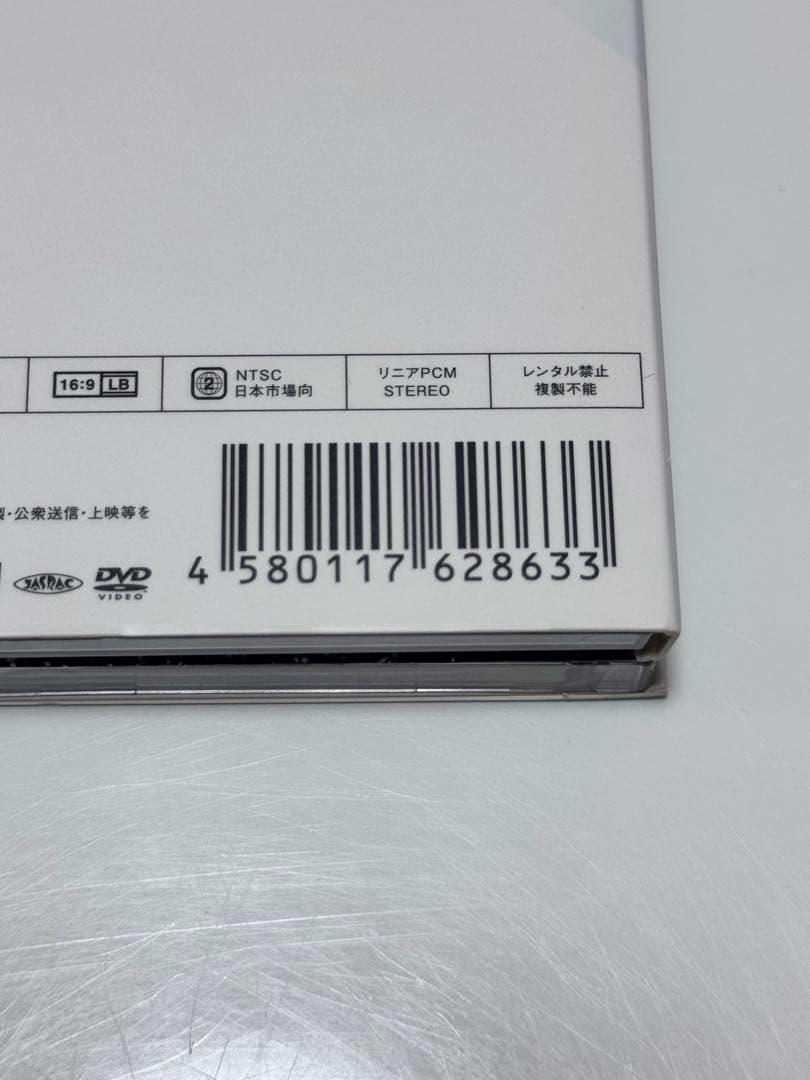 16:9 LB
2 NTSC
日本市場向
リニアPCM
STEREO
レンタル禁止
複製不能
・公衆送信・上映等を
JASRAC
DVD
VIDEO
4 580117 628633